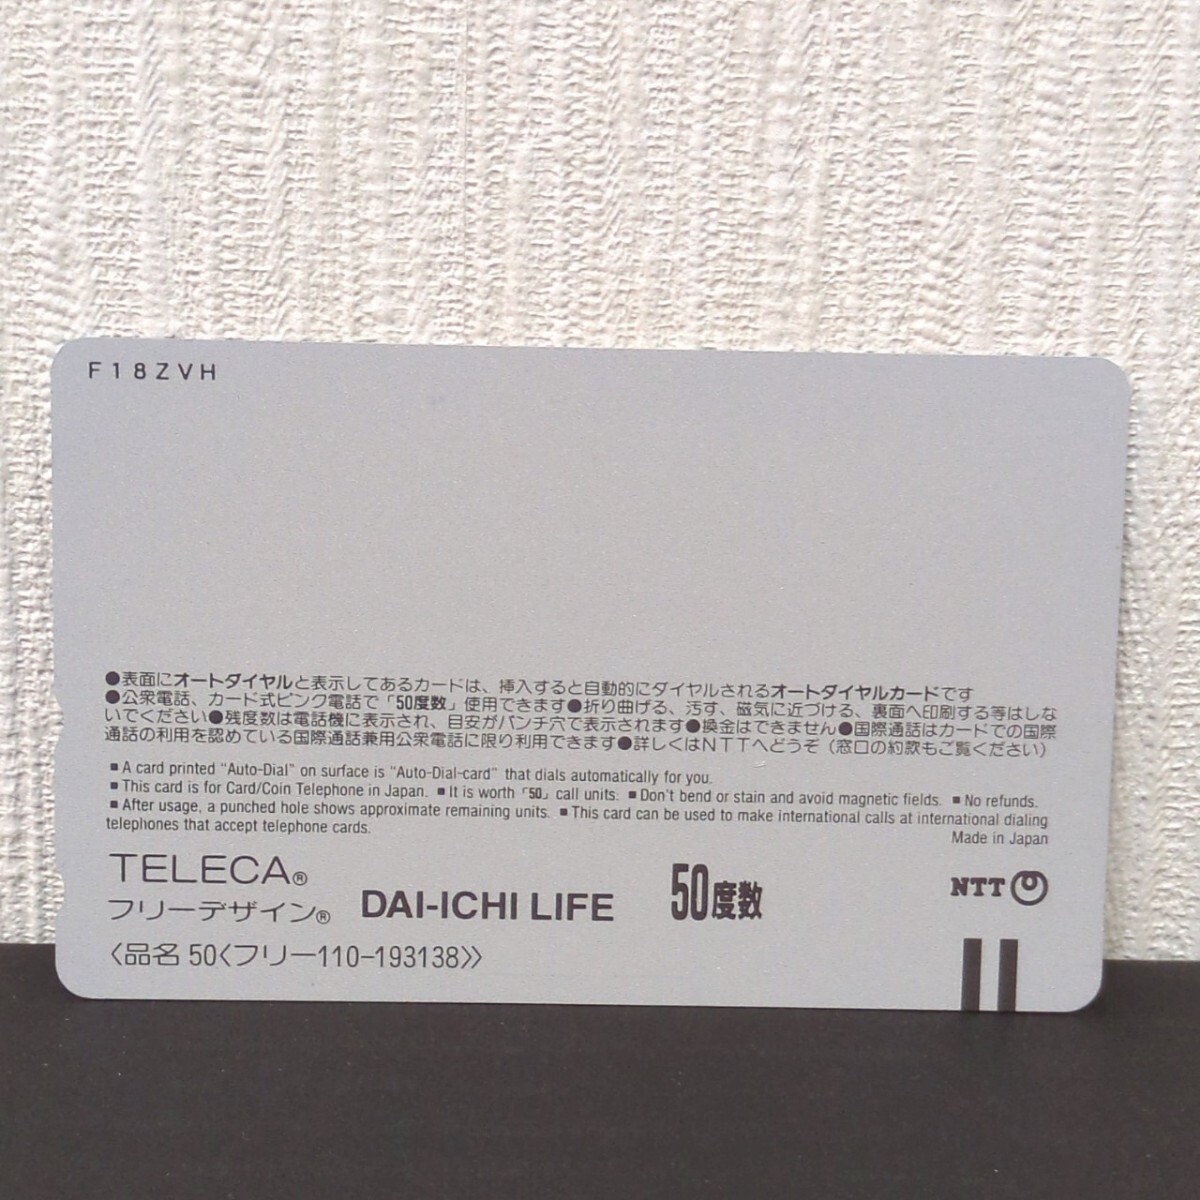 F18ZVH
●表面にオートダイヤルと表示してあるカードは、挿入すると自動的にダイヤルされるオートダイヤルカードです
●公衆電話、カード式ピンク電話で「50度数」使用できます●折り曲げる、汚す、磁気に近づける、裏面へ印刷する等はしな
いでください●残度数は電話機に表示され、目安がパンチ穴で表示されます●換金はできません●国際通話はカードでの国際
通話の利用を認めている国際通話兼用公衆電話に限り利用できます●詳しくはNTTへどうぞ(窓口の約款もご覧ください)
■A card printed "Auto-Dial" on surface is "Auto-Dial-card" that dials automatically for you.
■This card is for Card/Coin Telephone in Japan. ■It is worth「50」call units. ■Don't bend or stain and avoid magnetic fields. ■No refunds.
■After usage, a punched hole shows approximate remaining units. ■This card can be used to make international calls at international dialing
telephones that accept telephone cards.
Made in Japan
TELECA®
フリーデザイン® DAI-ICHI LIFE 50度数 NTT
〈品名 50〈フリー110-193138〉〉